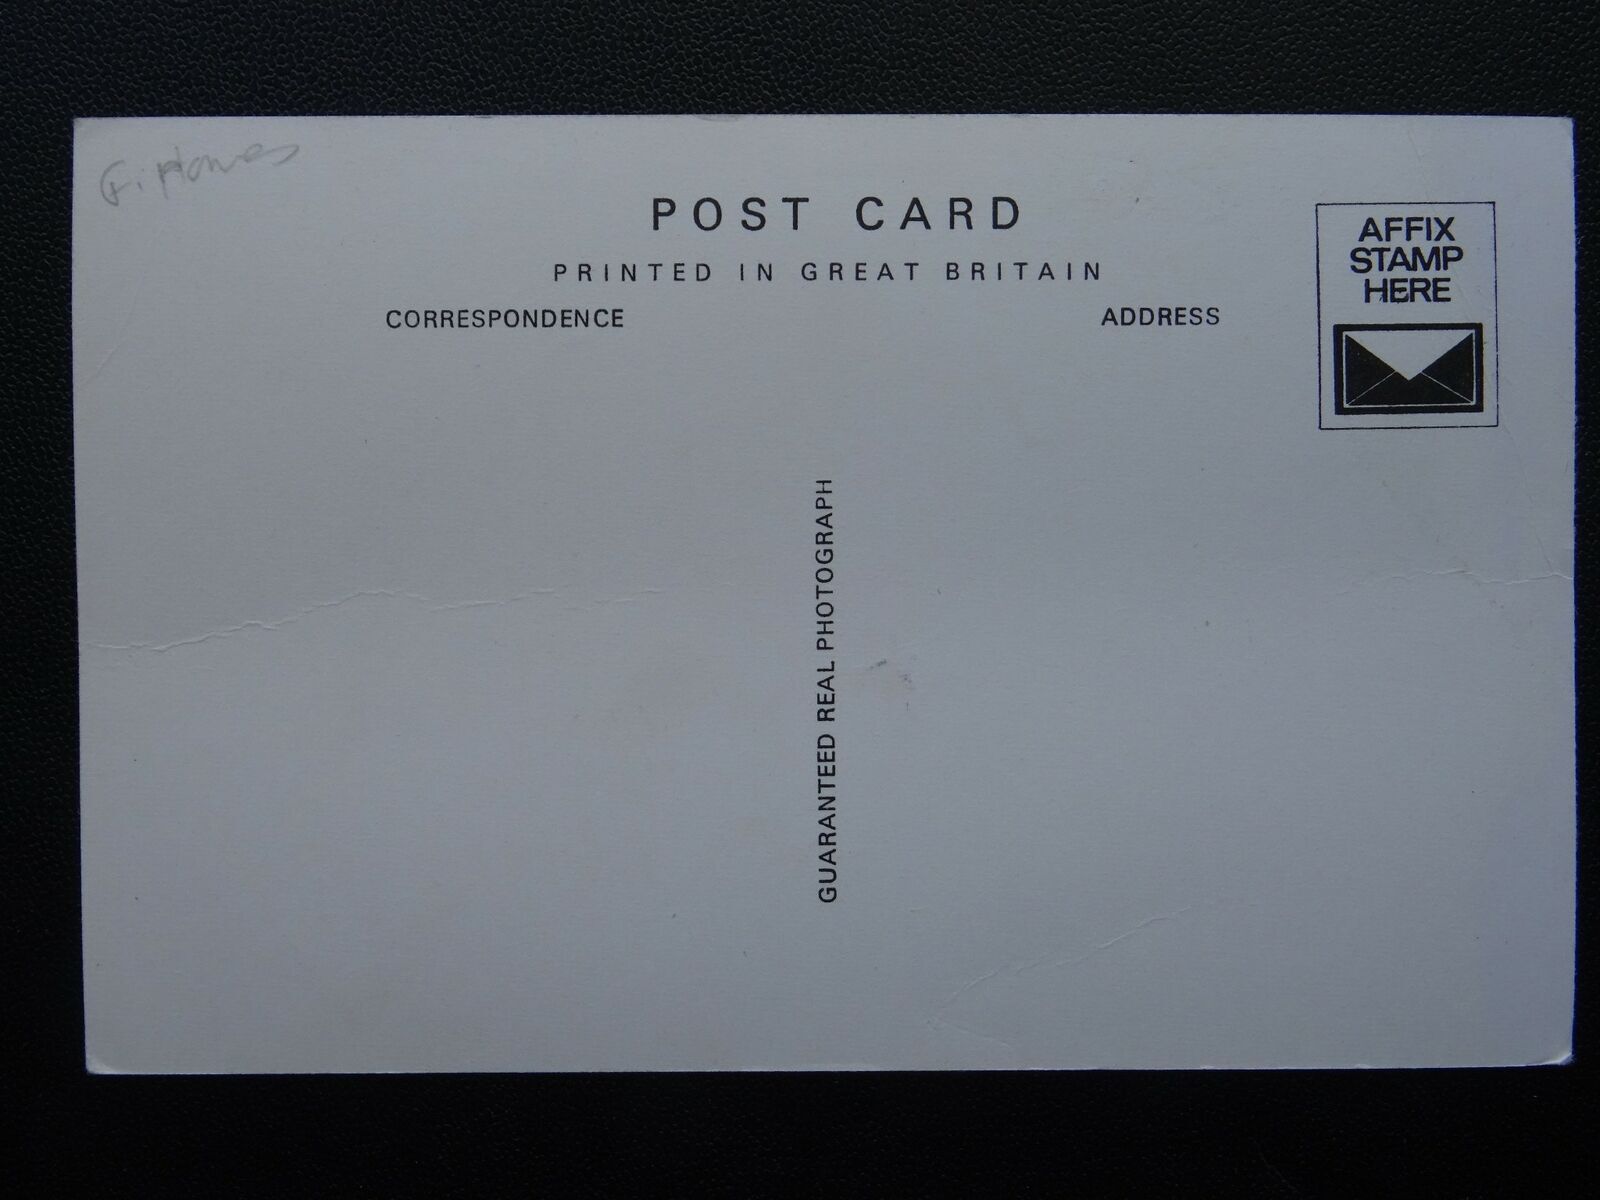 POST CARD
PRINTED IN GREAT BRITAIN
CORRESPONDENCE
ADDRESS
AFFIX
STAMP
HERE
GUARANTEED REAL PHOTOGRAPH